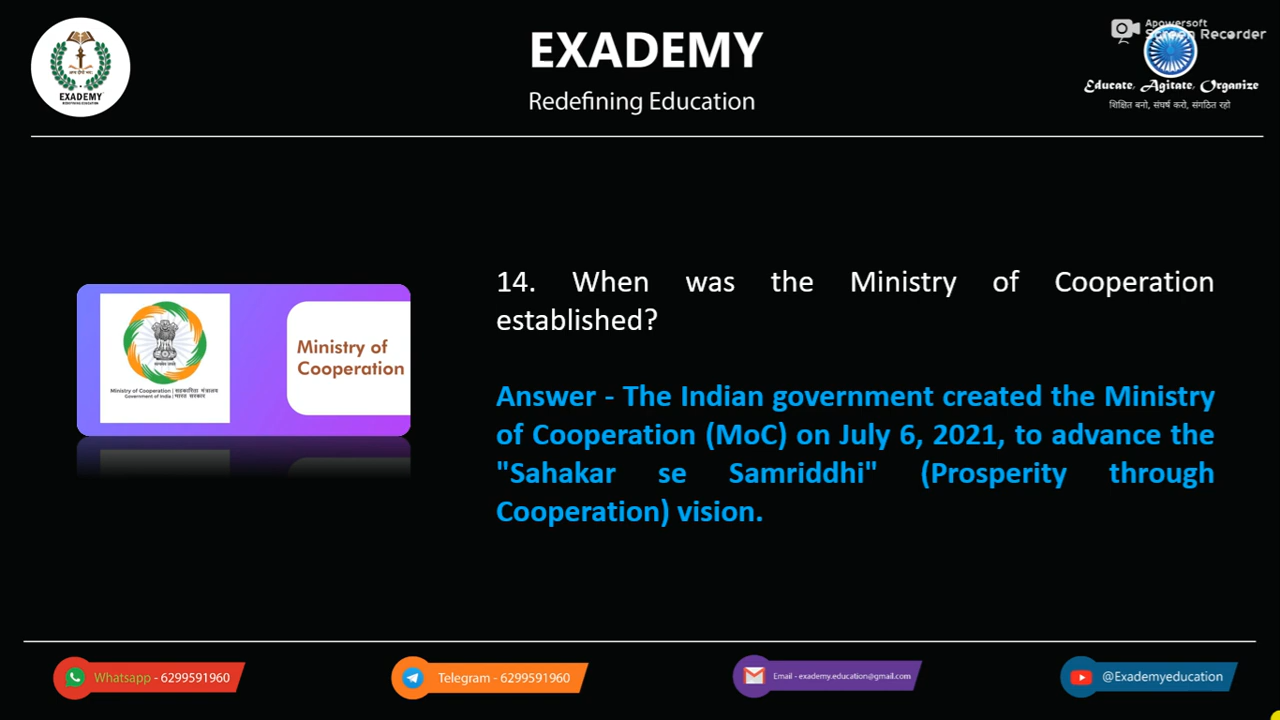 EXADEMY
Redefining Education
EXADEMY
REDEFINING EDUCATION
Apowersoft
Screen Recorder
Educate, Agitate, Organize
शिक्षित बनो, संघर्ष करो, संगठित रहो
14. When was the Ministry of Cooperation
established?
Answer - The Indian government created the Ministry
of Cooperation (MoC) on July 6, 2021, to advance the
"Sahakar se Samriddhi" (Prosperity through
Cooperation) vision.
Ministry of Cooperation | सहकारिता मंत्रालय
Government of India | भारत सरकार
Ministry of
Cooperation
Whatsapp - 6299591960
Telegram - 6299591960
Email - exademy.education@gmail.com
@Exademyeducation